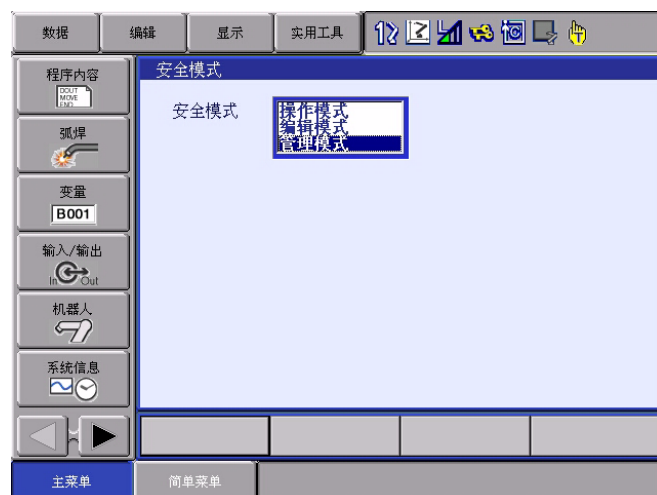 数据
编辑
显示
实用工具
程序内容
DOUT
MOVE
END
安全模式
安全模式
操作模式
编辑模式
管理模式
弧焊
变量
B001
输入/输出
In Out
机器人
系统信息
主菜单
简单菜单